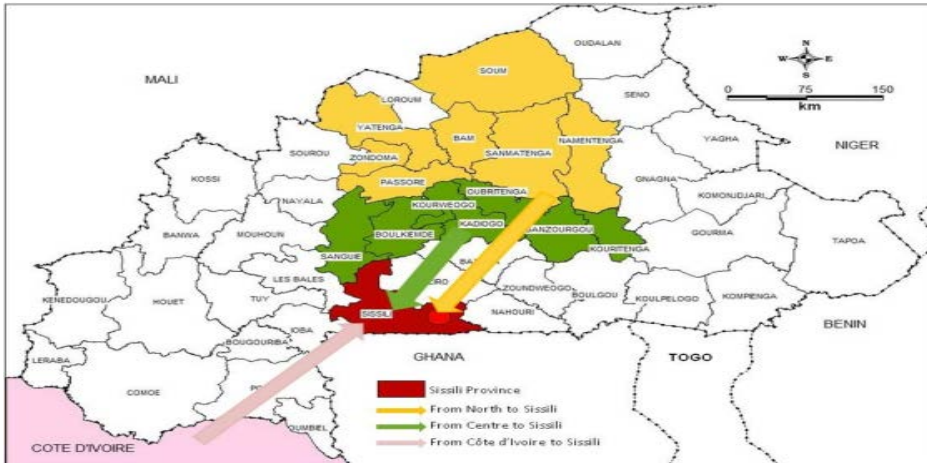 OUDALAN
N
W E
S
MALI
SOUM
0 75 150
km
LOROUM
SENO
YATENGA
BAM
SANMATENGA
NAMENTENGA
YAGHA
NIGER
SOUROU
ZONDOMA
KOSSI
PASSORE
GNAGNA
KOMONDJARI
NAYALA
OUBRITENGA
KOURWEOGO
KADIOGO
GANZOURGOU
BANWA
MOUHOUN
BOULKIEMDE
GOURMA
TAPOA
SANGUIE
KOURITENGA
LES BALES
ZOUNDWEOGO
KENEDOUGOU
HOUET
TUY
BOULGOU
KOULPELOGO
KOMPIENGA
SISSILI
NAHOURI
BENIN
IOBA
BOUGOURIBA
LERABA
GHANA
TOGO
COMOE
Sissili Province
From North to Sissili
From Centre to Sissili
From Côte d'Ivoire to Sissili
COTE D'IVOIRE